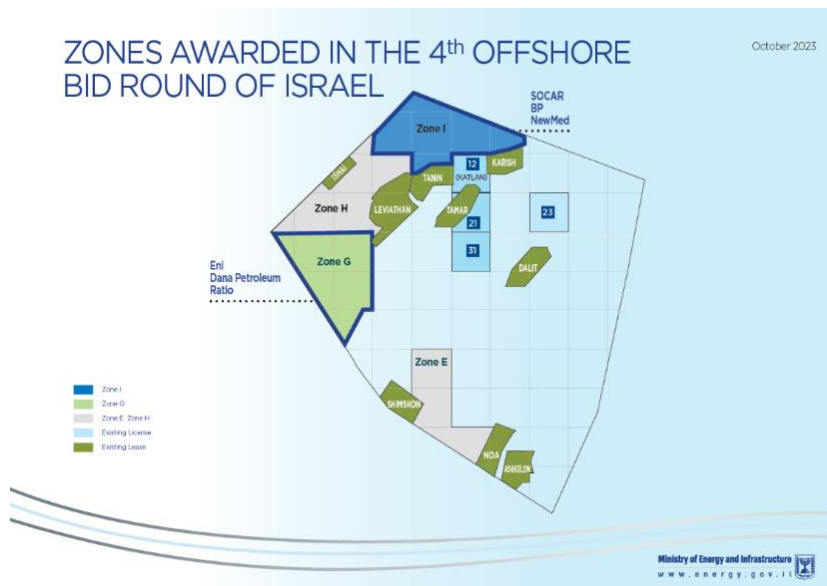 ZONES AWARDED IN THE 4th OFFSHORE
BID ROUND OF ISRAEL
October 2023
SOCAR
BP
NewMed
Zone I
12
(KATLAN)
KARISH
TANIN
ISHAI
Zone H
LEVIATHAN
TAMAR
21
23
31
DALIT
Eni
Dana Petroleum
Ratio
Zone G
Zone E
SHIMSHON
NOA
ASHKELON
Zone I
Zone G
Zone E, Zone H
Existing License
Existing Lease
Ministry of Energy and Infrastructure
www.energy.gov.il